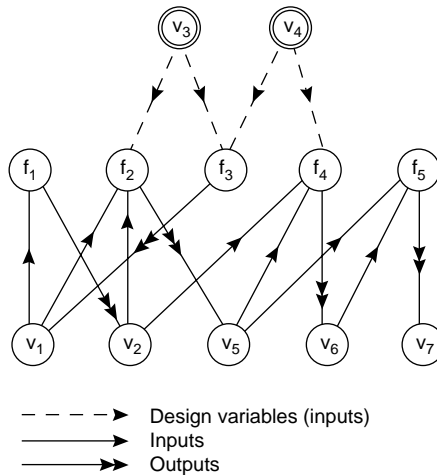 v3 v4
f1 f2 f3 f4 f5
v1 v2 v5 v6 v7
Design variables (inputs)
Inputs
Outputs